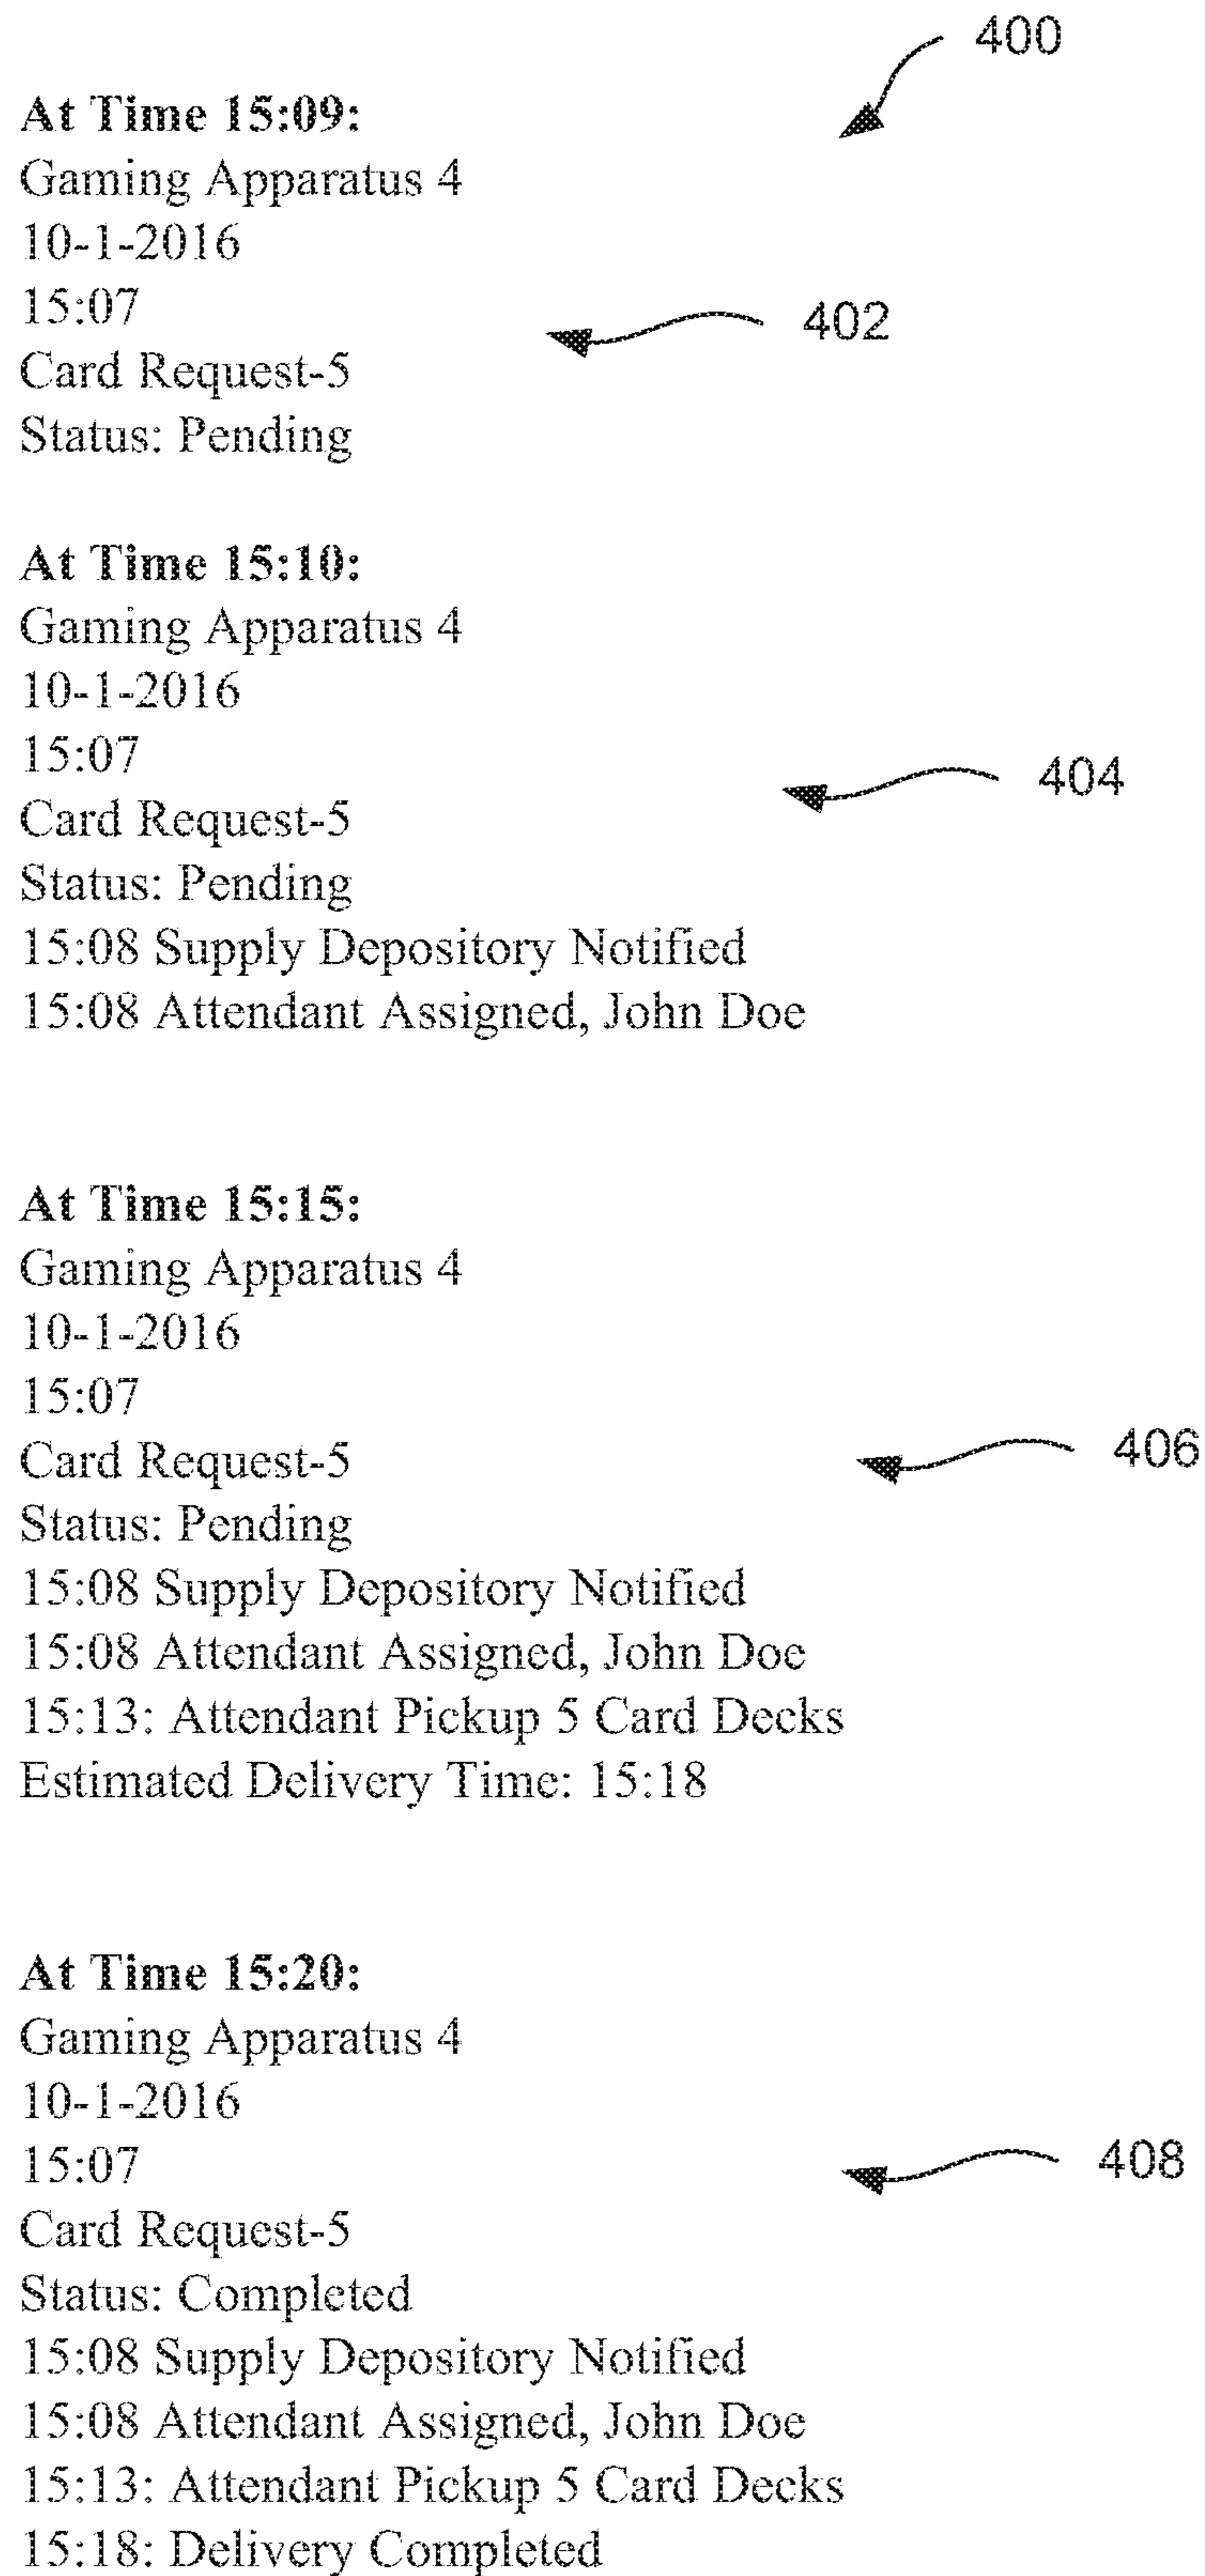 400
At Time 15:09:
Gaming Apparatus 4
10-1-2016
15:07
402
Card Request-5
Status: Pending
At Time 15:10:
Gaming Apparatus 4
10-1-2016
15:07
404
Card Request-5
Status: Pending
15:08 Supply Depository Notified
15:08 Attendant Assigned, John Doe
At Time 15:15:
Gaming Apparatus 4
10-1-2016
15:07
Card Request-5
406
Status: Pending
15:08 Supply Depository Notified
15:08 Attendant Assigned, John Doe
15:13: Attendant Pickup 5 Card Decks
Estimated Delivery Time: 15:18
At Time 15:20:
Gaming Apparatus 4
10-1-2016
15:07
408
Card Request-5
Status: Completed
15:08 Supply Depository Notified
15:08 Attendant Assigned, John Doe
15:13: Attendant Pickup 5 Card Decks
15:18: Delivery Completed